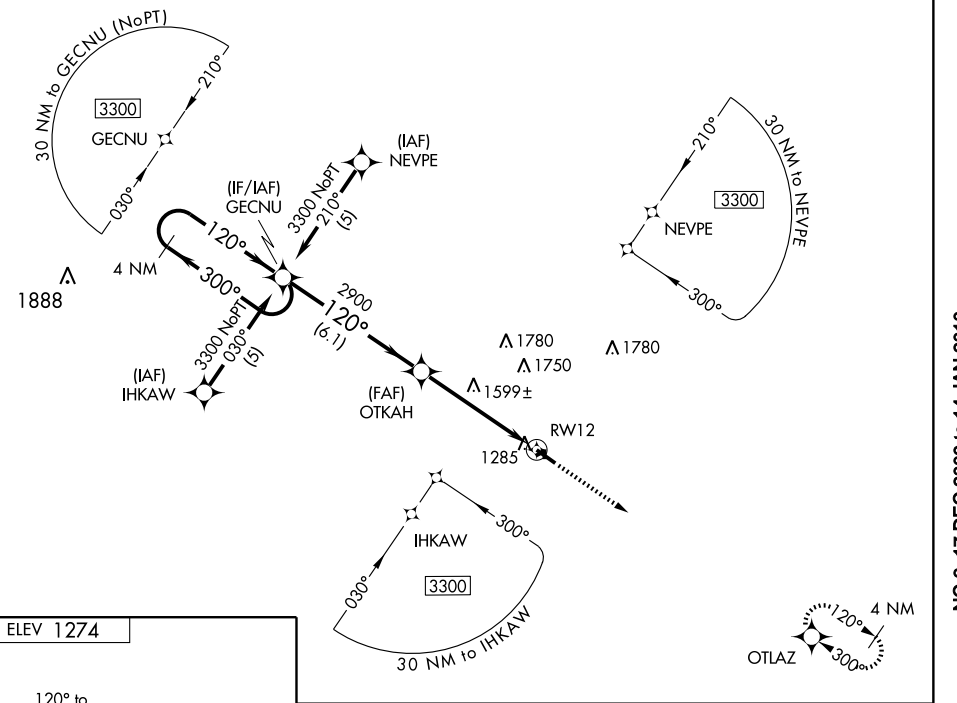 30 NM to GECNU (NoPT)
210°
3300
GECNU
030°
(IAF)
NEVPE
3300 NoPT
210°
(5)
(IF/IAF)
GECNU
120°
4 NM
300°
1888
3300 NoPT
030°
(5)
(IAF)
IHKAW
2900
120°
(6.1)
(FAF)
OTKAH
1780
1750
1780
1599±
RW12
1285
210°
30 NM to NEVPE
3300
NEVPE
300°
300°
IHKAW
030°
3300
30 NM to IHKAW
120°
4 NM
300°
OTLAZ
ELEV 1274
120° to